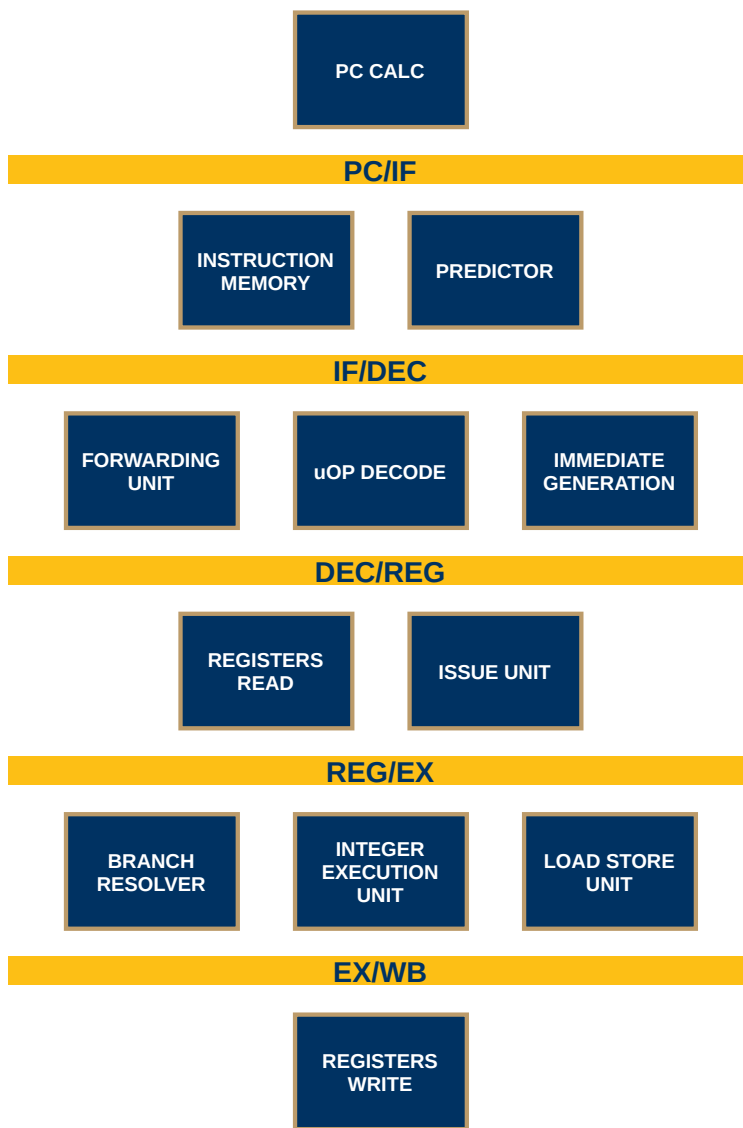 PC CALC
PC/IF
INSTRUCTION
MEMORY
PREDICTOR
IF/DEC
FORWARDING
UNIT
uOP DECODE
IMMEDIATE
GENERATION
DEC/REG
REGISTERS
READ
ISSUE UNIT
REG/EX
BRANCH
RESOLVER
INTEGER
EXECUTION
UNIT
LOAD STORE
UNIT
EX/WB
REGISTERS
WRITE